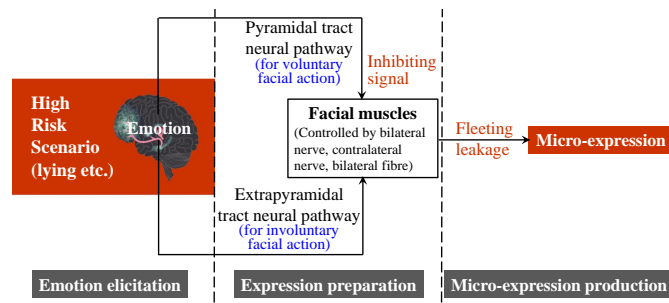 Pyramidal tract
neural pathway
(for voluntary
facial action)
Inhibiting
signal
High
Risk
Scenario
(lying etc.)
Emotion
Facial muscles
(Controlled by bilateral
nerve, contralateral
nerve, bilateral fibre)
Fleeting
leakage
Micro-expression
Extrapyramidal
tract neural pathway
(for involuntary
facial action)
Emotion elicitation
Expression preparation
Micro-expression production